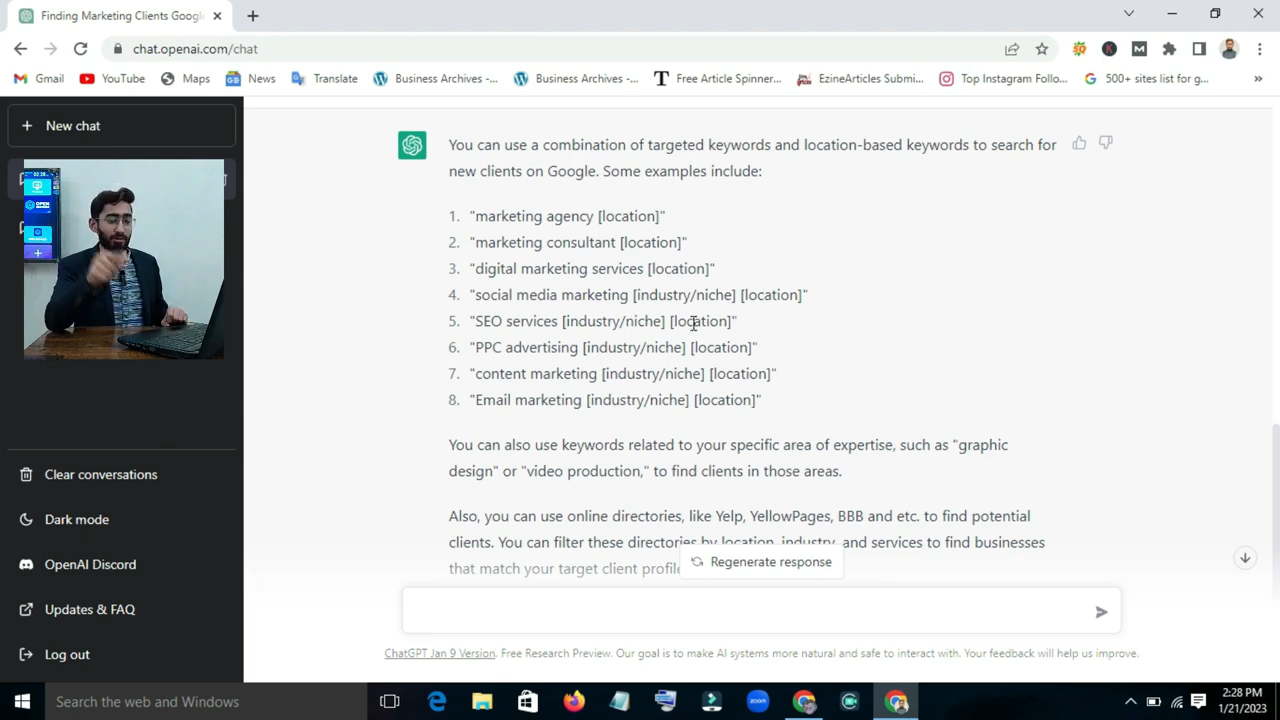 Finding Marketing Clients Google
chat.openai.com/chat
Gmail
YouTube
Maps
News
Translate
Business Archives -...
Business Archives -...
Free Article Spinner...
EzineArticles Submi...
Top Instagram Follo...
500+ sites list for g...
New chat
You can use a combination of targeted keywords and location-based keywords to search for
new clients on Google. Some examples include:
1. "marketing agency [location]"
2. "marketing consultant [location]"
3. "digital marketing services [location]"
4. "social media marketing [industry/niche] [location]"
5. "SEO services [industry/niche] [location]"
6. "PPC advertising [industry/niche] [location]"
7. "content marketing [industry/niche] [location]"
8. "Email marketing [industry/niche] [location]"
You can also use keywords related to your specific area of expertise, such as "graphic
design" or "video production," to find clients in those areas.
Also, you can use online directories, like Yelp, YellowPages, BBB and etc. to find potential
clients. You can filter these directories by location, industry, and services to find businesses
that match your target client profile
Regenerate response
Clear conversations
Dark mode
OpenAI Discord
Updates & FAQ
Log out
ChatGPT Jan 9 Version. Free Research Preview. Our goal is to make AI systems more natural and safe to interact with. Your feedback will help us improve.
Search the web and Windows
zoom
2:28 PM
1/21/2023